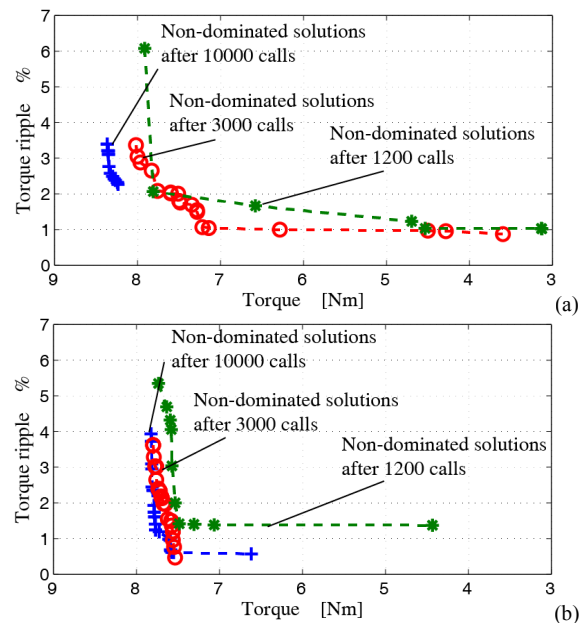 7
6
5
4
3
2
1
0
Torque ripple %
Non-dominated solutions
after 10000 calls
Non-dominated solutions
after 3000 calls
Non-dominated solutions
after 1200 calls
9 8 7 6 5 4 3
Torque [Nm]
(a)
7
6
5
4
3
2
1
0
Torque ripple %
Non-dominated solutions
after 10000 calls
Non-dominated solutions
after 3000 calls
Non-dominated solutions
after 1200 calls
9 8 7 6 5 4 3
Torque [Nm]
(b)